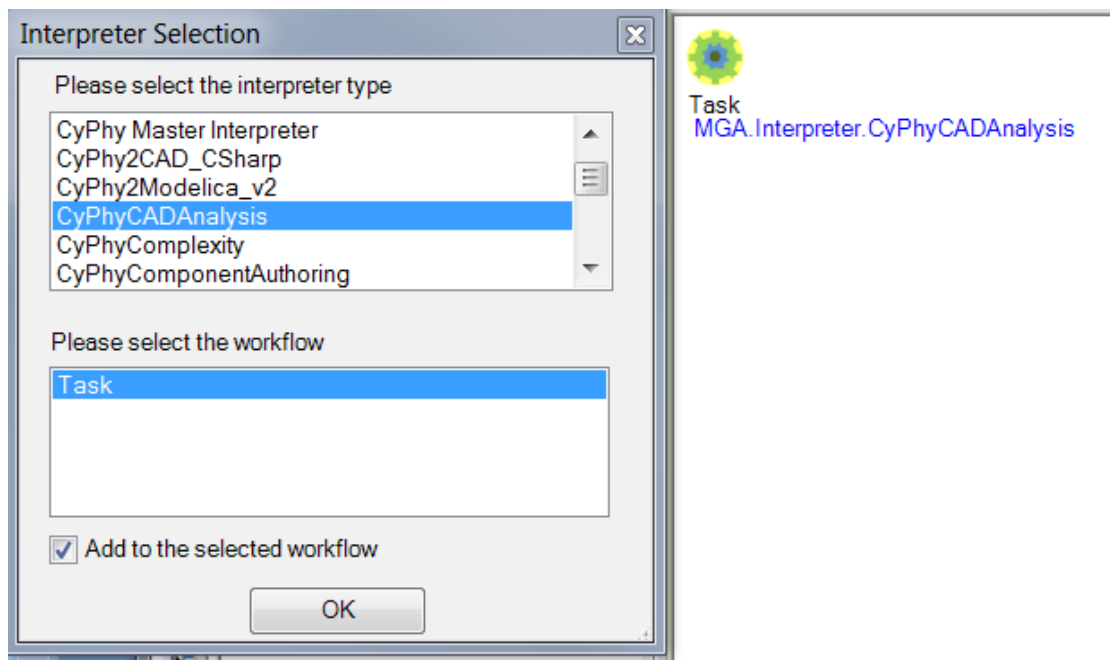 Interpreter Selection
Please select the interpreter type
CyPhy Master Interpreter
CyPhy2CAD_CSharp
CyPhy2Modelica_v2
CyPhyCADAnalysis
CyPhyComplexity
CyPhyComponentAuthoring
Please select the workflow
Task
Add to the selected workflow
OK
Task
MGA.Interpreter.CyPhyCADAnalysis